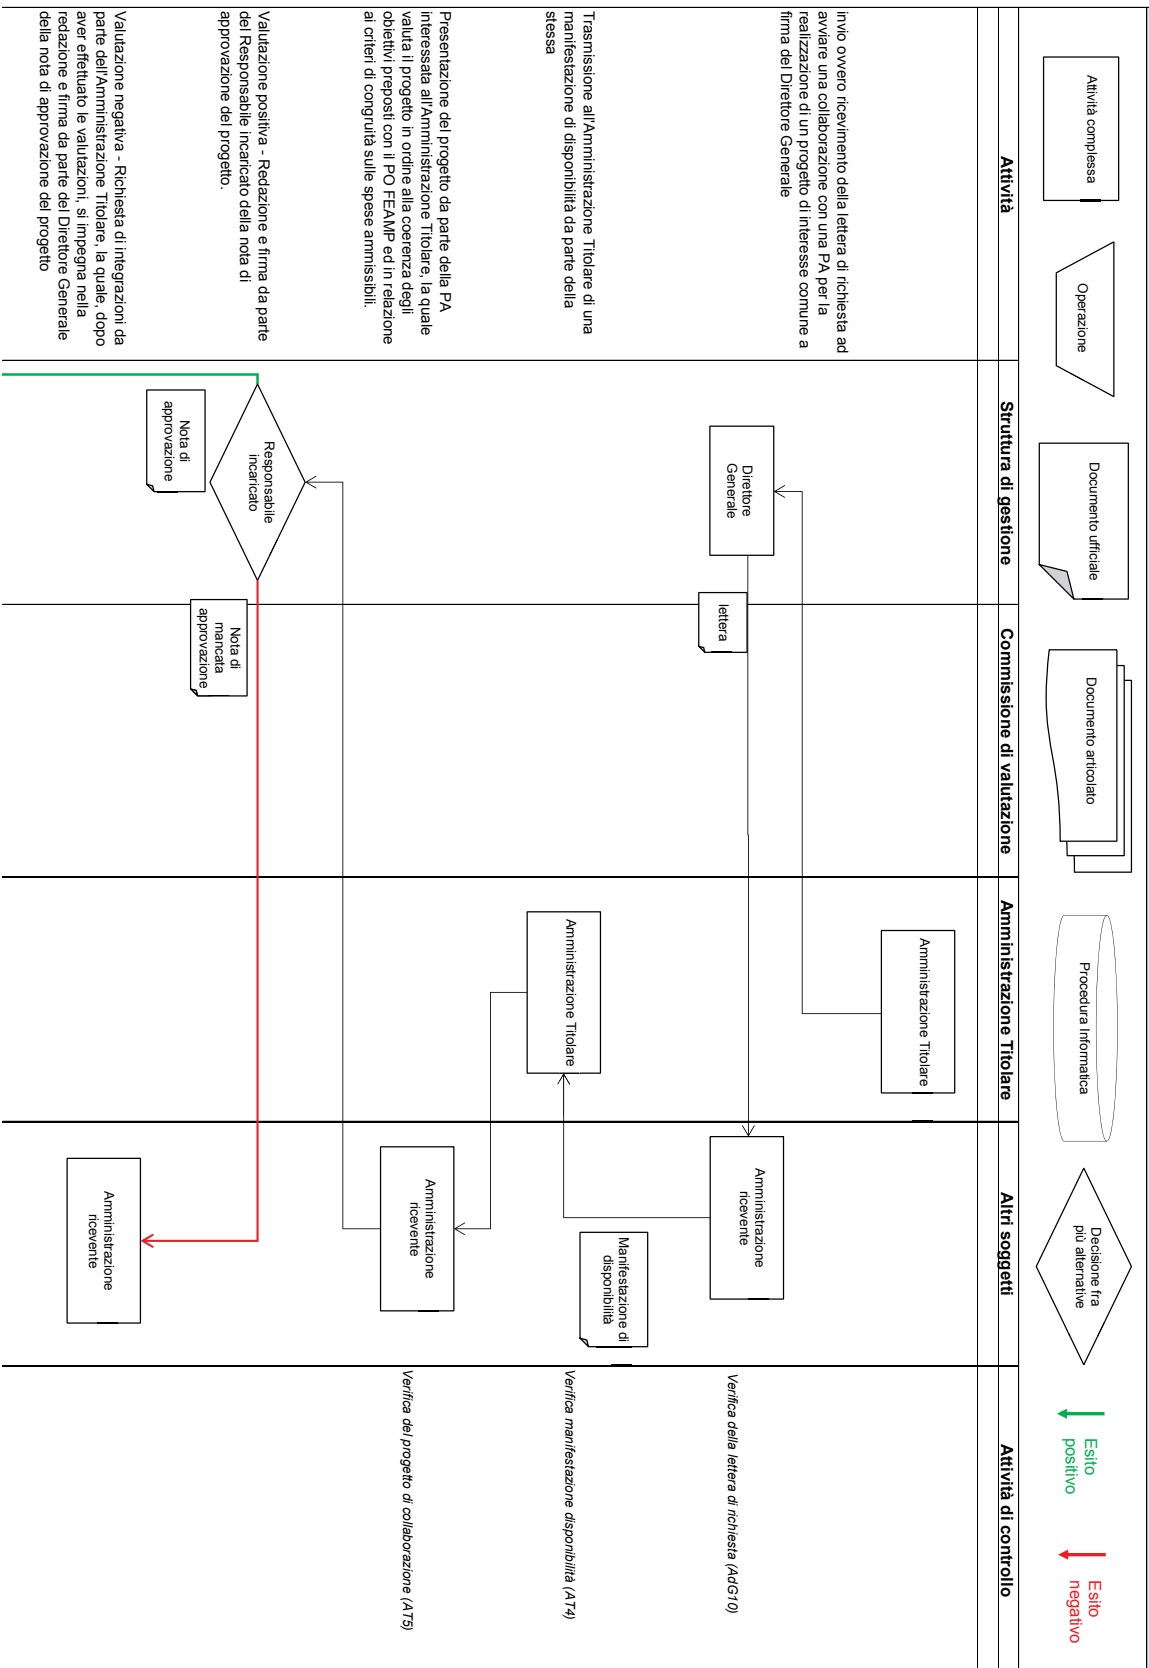 Attività complessa
Operazione
Documento ufficiale
Documento articolato
Procedura Informatica
Decisione fra
più alternative
Esito
positivo
Esito
negativo
Attività
Struttura di gestione
Commissione di valutazione
Amministrazione Titolare
Altri soggetti
Attività di controllo
invio ovvero ricevimento della lettera di richiesta ad
avviare una collaborazione con una PA per la
realizzazione di un progetto di interesse comune a
firma del Direttore Generale
Amministrazione Titolare
Direttore
Generale
lettera
Amministrazione
ricevente
Verifica della lettera di richiesta (AdG10)
Trasmissione all'Amministrazione Titolare di una
manifestazione di disponibilità da parte della
stessa
Amministrazione Titolare
Manifestazione di
disponibilità
Verifica manifestazione disponibilità (AT4)
Presentazione del progetto da parte della PA
interessata all'Amministrazione Titolare, la quale
valuta il progetto in ordine alla coerenza degli
obiettivi preposti con il PO FEAMP ed in relazione
ai criteri di congruità sulle spese ammissibili.
Amministrazione
ricevente
Verifica del progetto di collaborazione (AT5)
Valutazione positiva - Redazione e firma da parte
del Responsabile incaricato della nota di
approvazione del progetto.
Responsabile
incaricato
Nota di
approvazione
Nota di
mancata
approvazione
Valutazione negativa - Richiesta di integrazioni da
parte dell'Amministrazione Titolare, la quale, dopo
aver effettuato le valutazioni, si impegna nella
redazione e firma da parte del Direttore Generale
della nota di approvazione del progetto
Amministrazione
ricevente